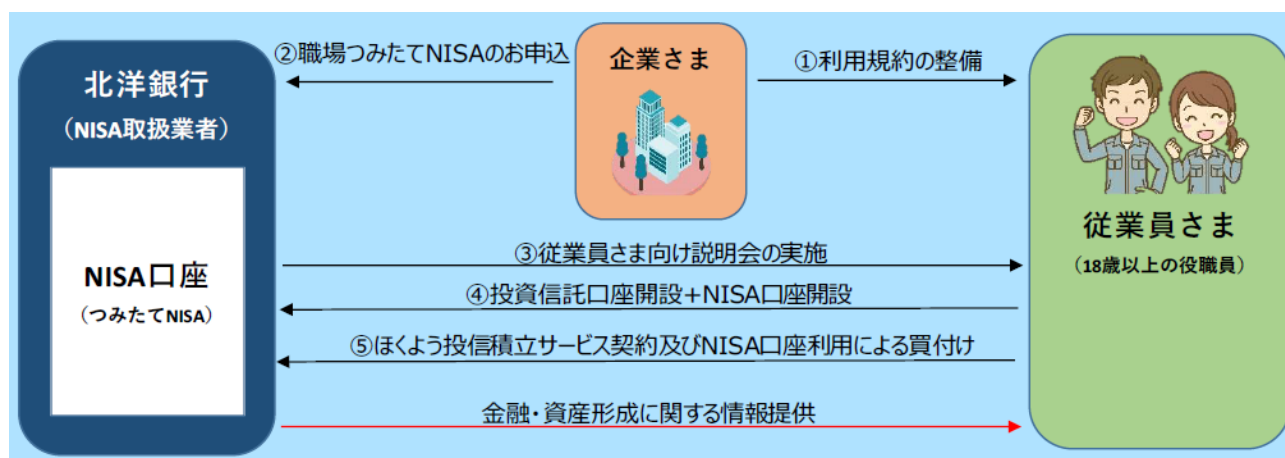 北洋銀行
（NISA取扱業者）
NISA口座
（つみたてNISA）
②職場つみたてNISAのお申込
企業さま
①利用規約の整備
従業員さま
（18歳以上の役職員）
③従業員さま向け説明会の実施
④投資信託口座開設+NISA口座開設
⑤ほくよう投信積立サービス契約及びNISA口座利用による買付け
金融・資産形成に関する情報提供